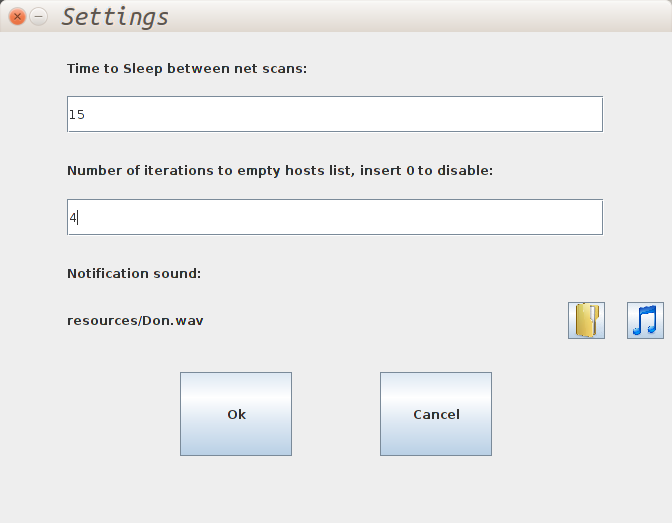 Settings
Time to Sleep between net scans:
15
Number of iterations to empty hosts list, insert 0 to disable:
4
Notification sound:
resources/Don.wav
Ok
Cancel